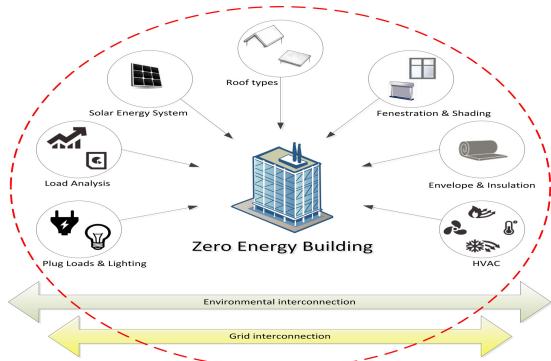 Roof types
Solar Energy System
Fenestration & Shading
Load Analysis
Envelope & Insulation
Zero Energy Building
Plug Loads & Lighting
HVAC
Environmental interconnection
Grid interconnection